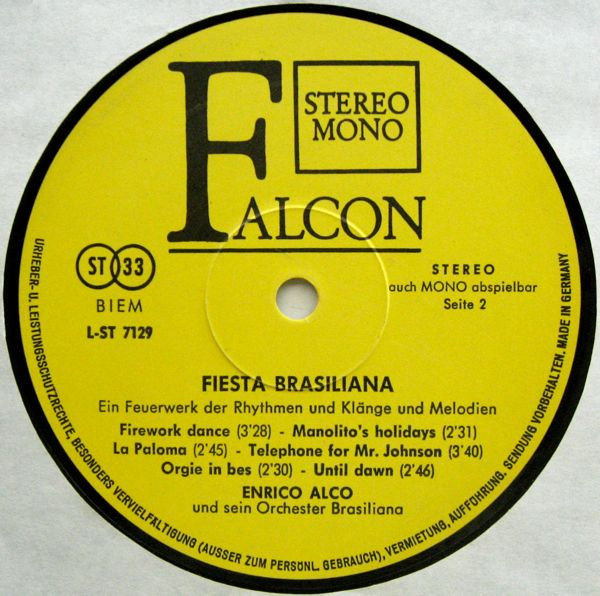 FALCON
STEREO
MONO
ST 33
BIEM
L-ST 7129
STEREO
auch MONO abspielbar
Seite 2
FIESTA BRASILIANA
Ein Feuerwerk der Rhythmen und Klänge und Melodien
Firework dance (3'28) - Manolito's holidays (2'31)
La Paloma (2'45) - Telephone for Mr. Johnson (3'40)
Orgie in bes (2'30) - Until dawn (2'46)
ENRICO ALCO
und sein Orchester Brasiliana
URHEBER- U. LEISTUNGSSCHUTZRECHTE, BESONDERS VERVIELFÄLTIGUNG (AUSSER ZUM PERSÖNL. GEBRAUCH), VERMIETUNG, AUFFÜHRUNG, SENDUNG VORBEHALTEN. MADE IN GERMANY